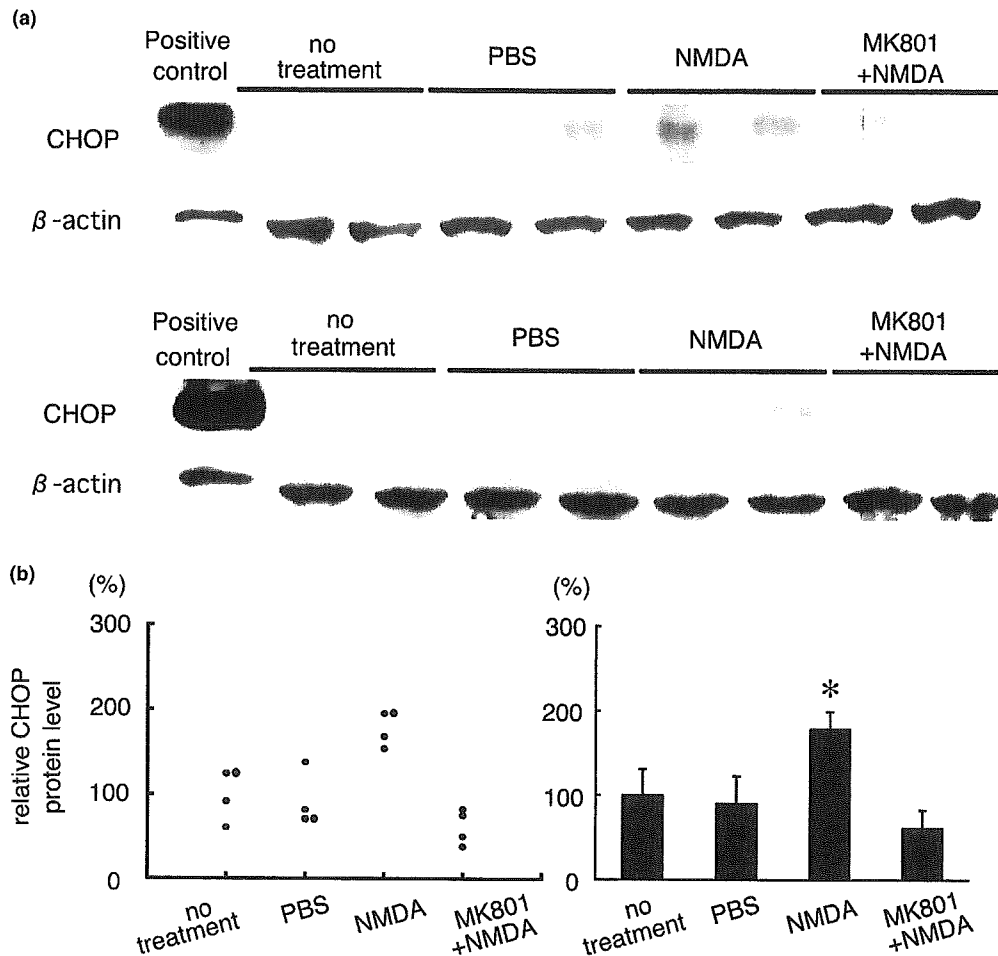 (a)
Positive control
no treatment
PBS
NMDA
MK801 +NMDA
CHOP
β-actin
Positive control
no treatment
PBS
NMDA
MK801 +NMDA
CHOP
β-actin
(b)
(%)
300
200
100
0
relative CHOP
protein level
no treatment
PBS
NMDA
MK801 +NMDA
(%)
300
200
100
0
*
no treatment
PBS
NMDA
MK801 +NMDA